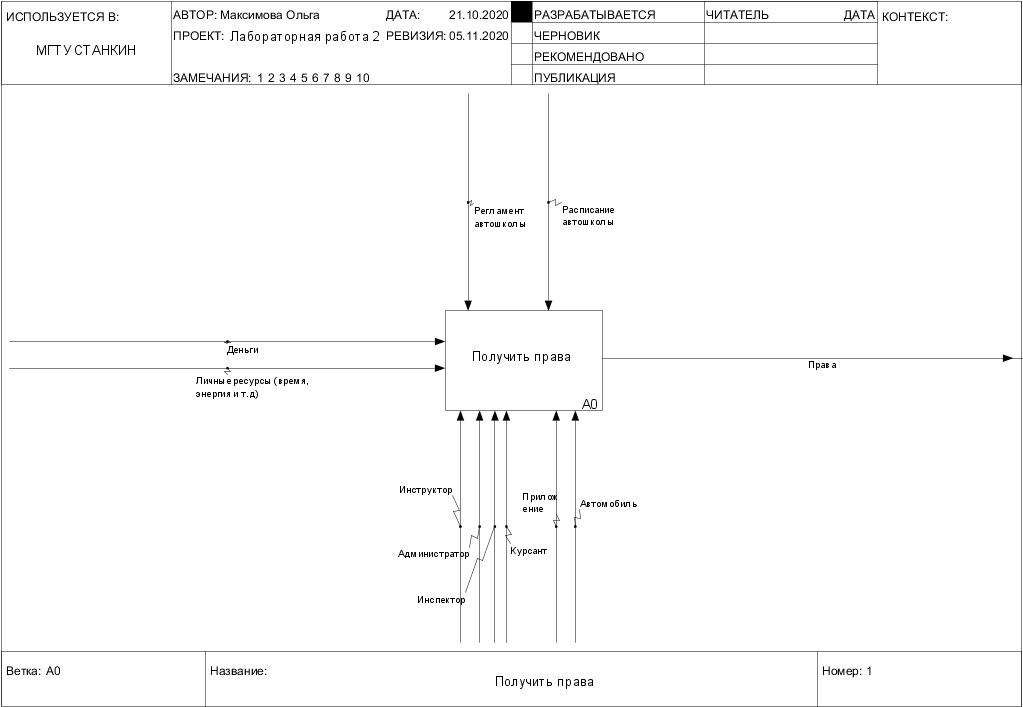 ИСПОЛЬЗУЕТСЯ В:
МГТУ СТАНКИН
АВТОР: Максимова Ольга
ДАТА: 21.10.2020
ПРОЕКТ: Лабораторная работа 2
РЕВИЗИЯ: 05.11.2020
ЗАМЕЧАНИЯ: 1 2 3 4 5 6 7 8 9 10
РАЗРАБАТЫВАЕТСЯ
ЧЕРНОВИК
РЕКОМЕНДОВАНО
ПУБЛИКАЦИЯ
ЧИТАТЕЛЬ ДАТА
КОНТЕКСТ:
Регламент
автошколы
Расписание
автошколы
Деньги
Личные ресурсы (время,
энергия и т.д)
Получить права
A0
Права
Инструктор
Прилож
ение
Автомобиль
Администратор
Курсант
Инспектор
Ветка: A0
Название:
Получить права
Номер: 1